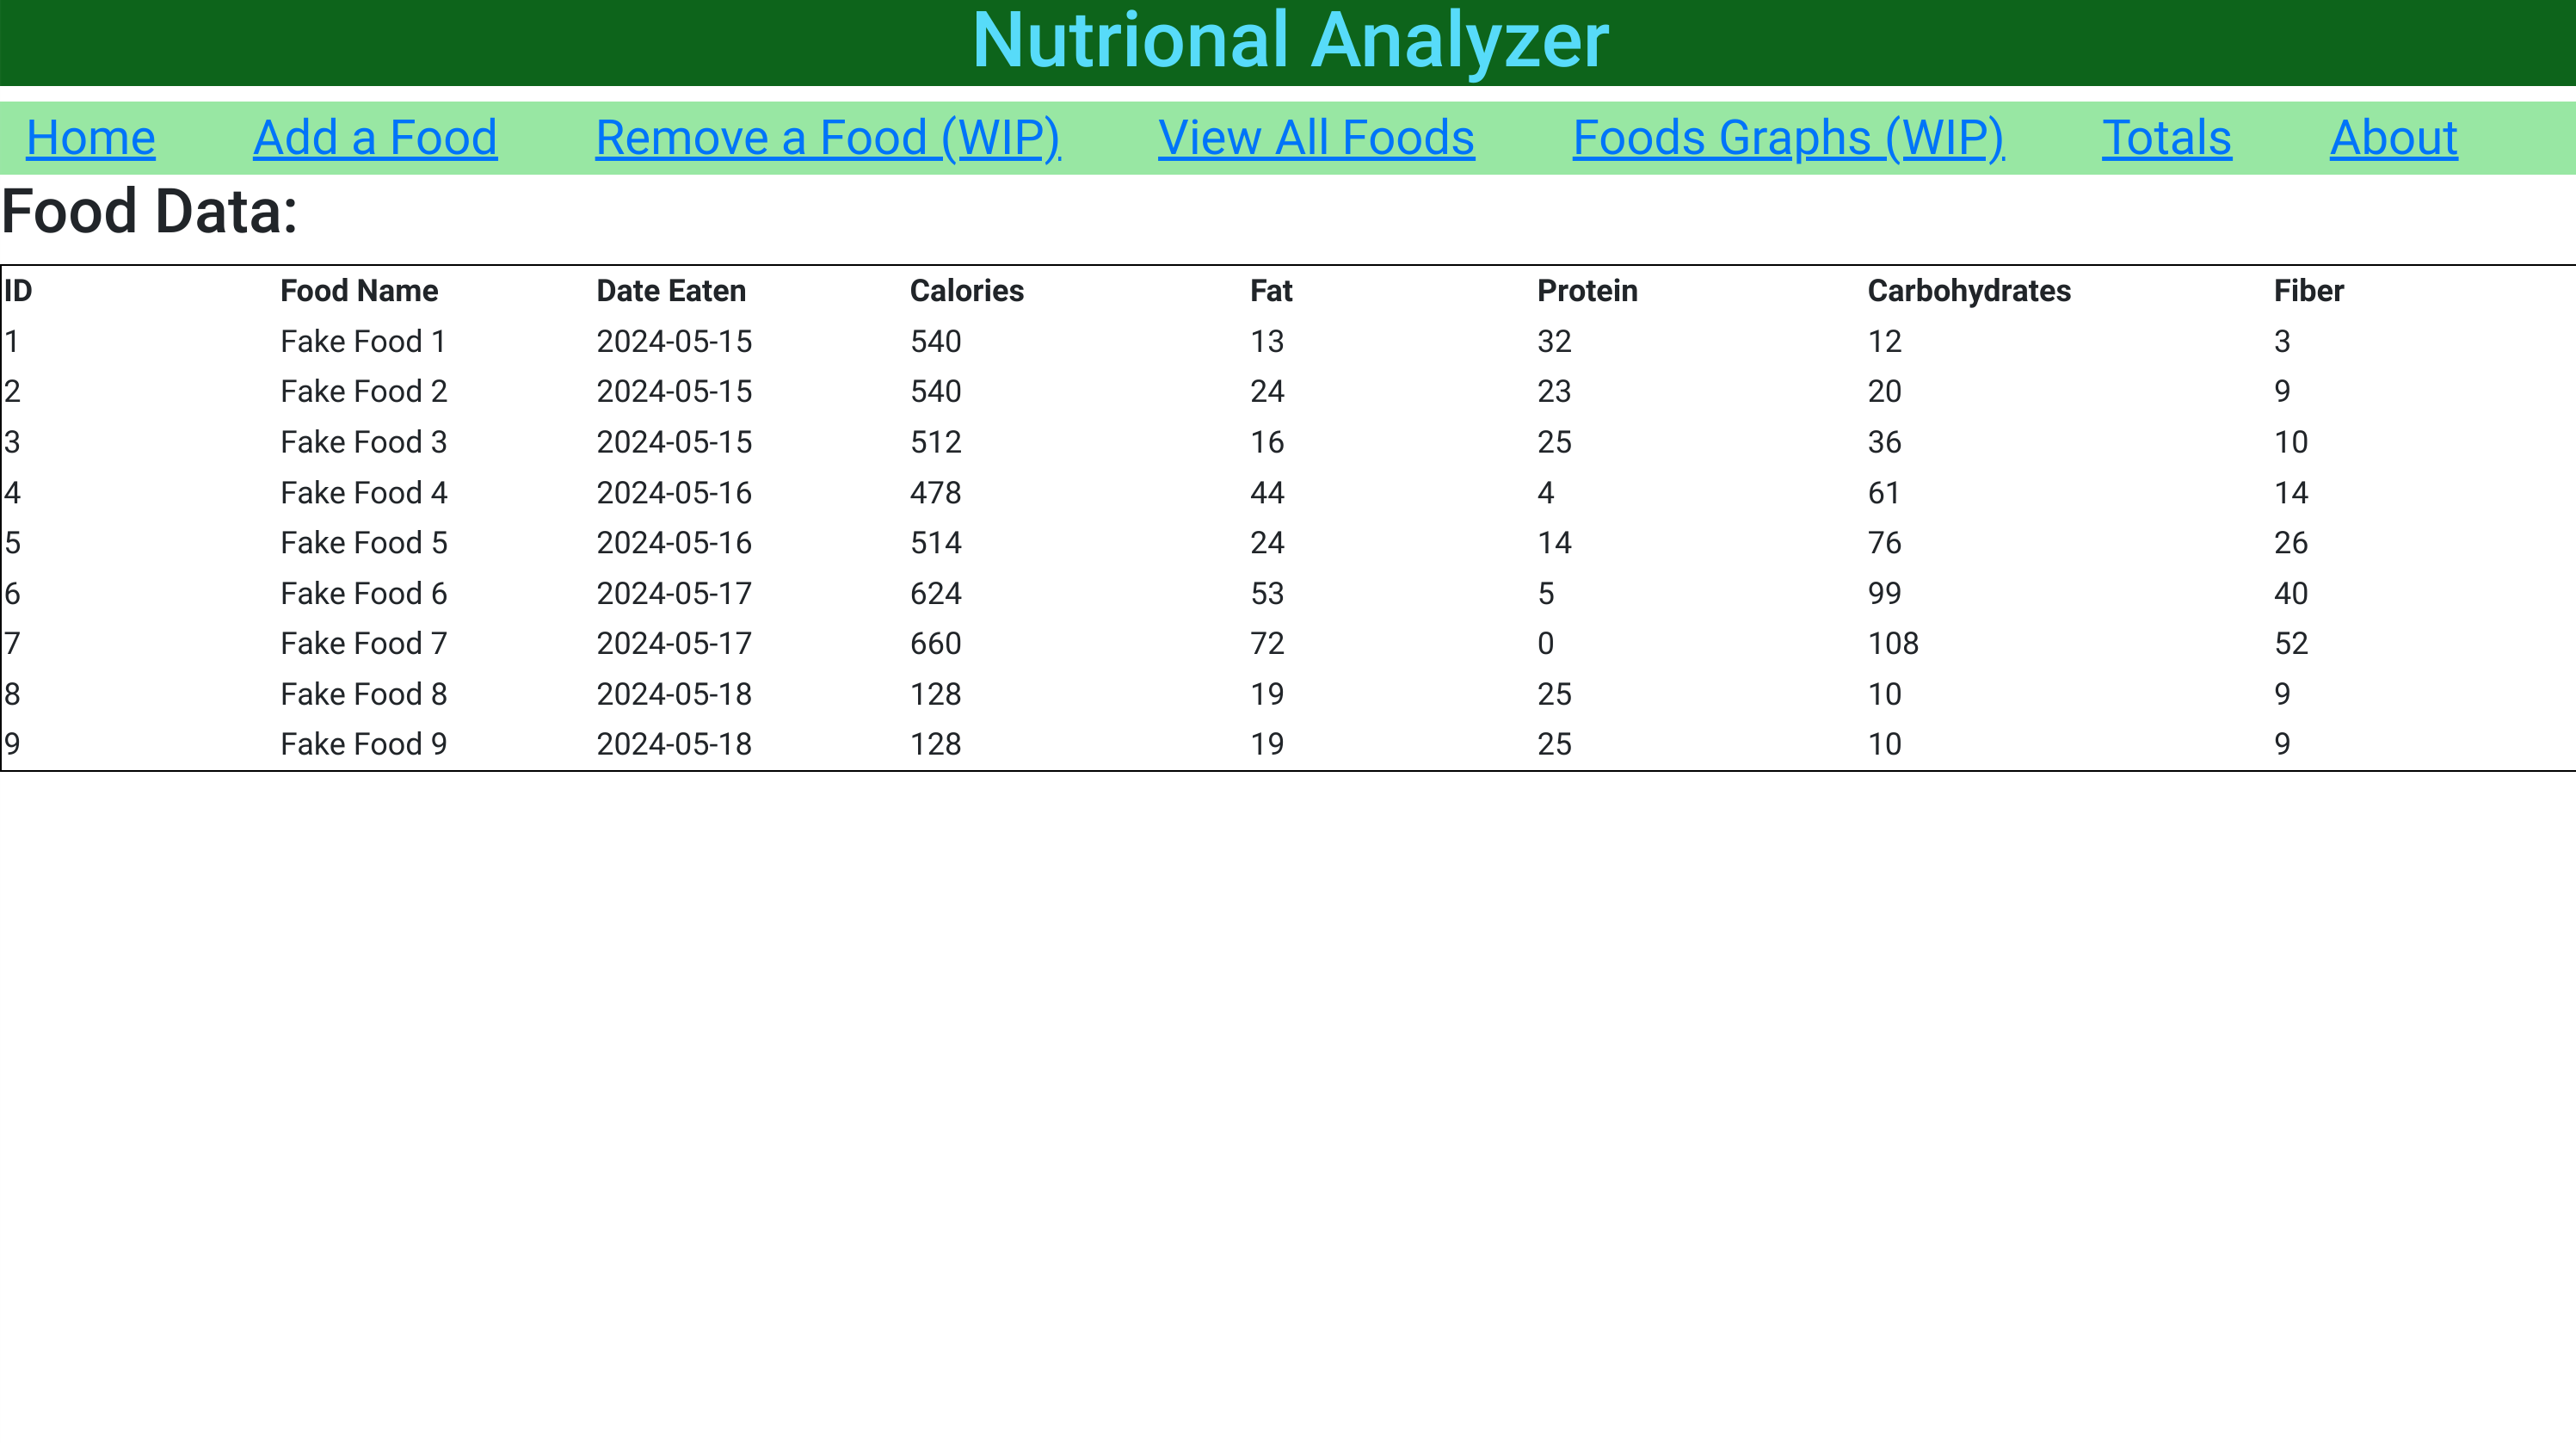 Nutrional Analyzer
Home Add a Food Remove a Food (WIP) View All Foods Foods Graphs (WIP) Totals About
Food Data:
ID Food Name Date Eaten Calories Fat Protein Carbohydrates Fiber
1 Fake Food 1 2024-05-15 540 13 32 12 3
2 Fake Food 2 2024-05-15 540 24 23 20 9
3 Fake Food 3 2024-05-15 512 16 25 36 10
4 Fake Food 4 2024-05-16 478 44 4 61 14
5 Fake Food 5 2024-05-16 514 24 14 76 26
6 Fake Food 6 2024-05-17 624 53 5 99 40
7 Fake Food 7 2024-05-17 660 72 0 108 52
8 Fake Food 8 2024-05-18 128 19 25 10 9
9 Fake Food 9 2024-05-18 128 19 25 10 9